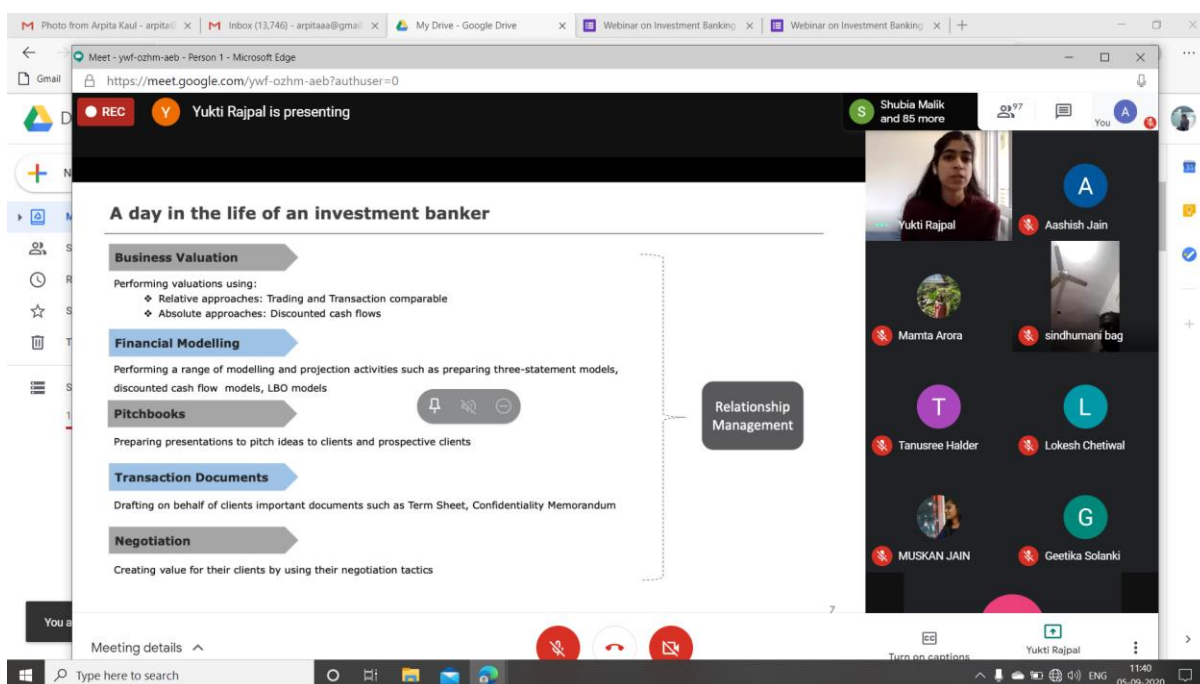 Photo from Arpita Kaul - arpita
Inbox (13,746) - arpitaaa@gmail.
My Drive - Google Drive
Webinar on Investment Banking
Webinar on Investment Banking
Meet - ywf-ozhm-aeb - Person 1 - Microsoft Edge
Gmail
https://meet.google.com/ywf-ozhm-aeb?authuser=0
REC
Y
Yukti Rajpal is presenting
S
Shubia Malik
and 85 more
97
You
A
D
N
M
S
R
S
T
S
1
31
A day in the life of an investment banker
Business Valuation
Performing valuations using:
❖ Relative approaches: Trading and Transaction comparable
❖ Absolute approaches: Discounted cash flows
Financial Modelling
Performing a range of modelling and projection activities such as preparing three-statement models,
discounted cash flow models, LBO models
Pitchbooks
Preparing presentations to pitch ideas to clients and prospective clients
Transaction Documents
Drafting on behalf of clients important documents such as Term Sheet, Confidentiality Memorandum
Negotiation
Creating value for their clients by using their negotiation tactics
Relationship
Management
7
Yukti Rajpal
A
Aashish Jain
Mamta Arora
sindhumani bag
T
Tanusree Halder
L
Lokesh Chetiwal
MUSKAN JAIN
G
Geetika Solanki
You a
Meeting details
CC
Turn on captions
Yukti Rajpal
Type here to search
ENG
11:40
05-09-2020